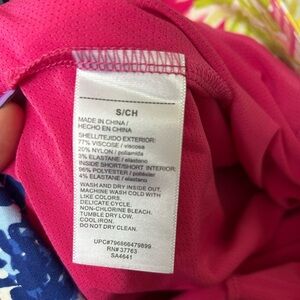 S/CH
MADE IN CHINA /
HECHO EN CHINA
SHELL/TEJIDO EXTERIOR:
77% VISCOSE / viscosa
20% NYLON / poliamida
3% ELASTANE / elastano
INSIDE SHORT/SHORT INTERIOR:
96% POLYESTER / poliéster
4% ELASTANE / elastano
WASH AND DRY INSIDE OUT,
MACHINE WASH COLD WITH
LIKE COLORS.
DELICATE CYCLE.
NON-CHLORINE BLEACH.
TUMBLE DRY LOW.
COOL IRON.
DO NOT DRY CLEAN.
UPC#796866479899
RN# 37763
SA4641